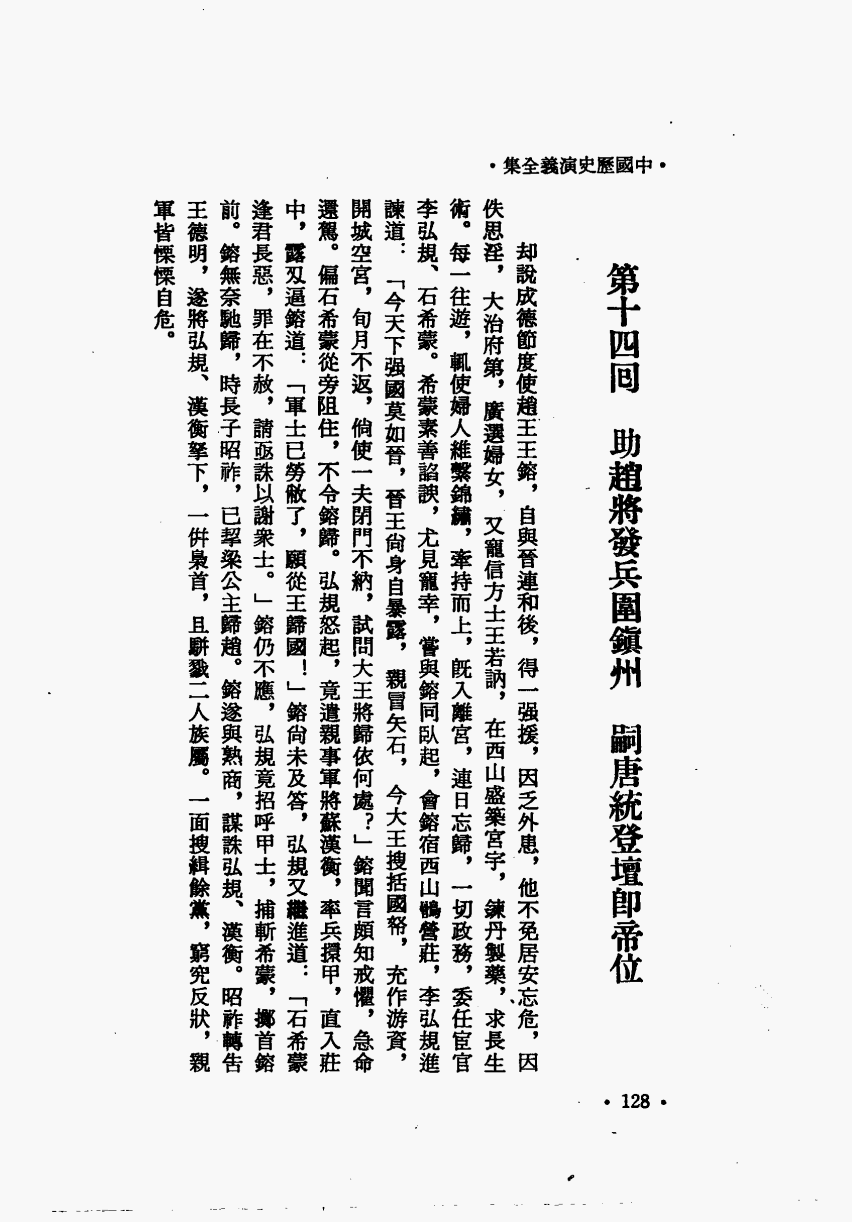 •中國歷史演義全集•
第十四回　助趙將發兵圍鎭州　嗣唐統登壇卽帝位
却說成德節度使趙王王鎔，自與晉連和後，得一强援，因乏外患，他不免居安忘危，因
佚思淫，大治府第，廣選婦女，又寵信方士王若訥，在西山盛築宮宇，鍊丹製藥，求長生
術。每一往遊，輒使婦人維繫錦繡，牽持而上，旣入離宮，連日忘歸，一切政務，委任宦官
李弘規、石希蒙。希蒙素善諂諛，尤見寵幸，嘗與鎔同臥起，會鎔宿西山鶻營莊，李弘規進
諫道：「今天下强國莫如晉，晉王尙身自暴露，親冒矢石，今大王搜括國帑，充作游資，
開城空宮，旬月不返，倘使一夫閉門不納，試問大王將歸依何處？」鎔聞言頗知戒懼，急命
還駕。偏石希蒙從旁阻住，不令鎔歸。弘規怒起，竟遣親事軍將蘇漢衡，率兵擐甲，直入莊
中，露刄逼鎔道：「軍士已勞敝了，願從王歸國！」鎔尙未及答，弘規又繼進道：「石希蒙
逢君長惡，罪在不赦，請亟誅以謝衆士。」鎔仍不應，弘規竟招呼甲士，捕斬希蒙，擲首鎔
前。鎔無奈馳歸，時長子昭祚，已挈梁公主歸趙。鎔遂與熟商，謀誅弘規、漢衡。昭祚轉告
王德明，遂將弘規、漢衡拏下，一倂梟首，且駢戮二人族屬。一面搜緝餘黨，窮究反狀，親
軍皆慄慄自危。
• 128 •